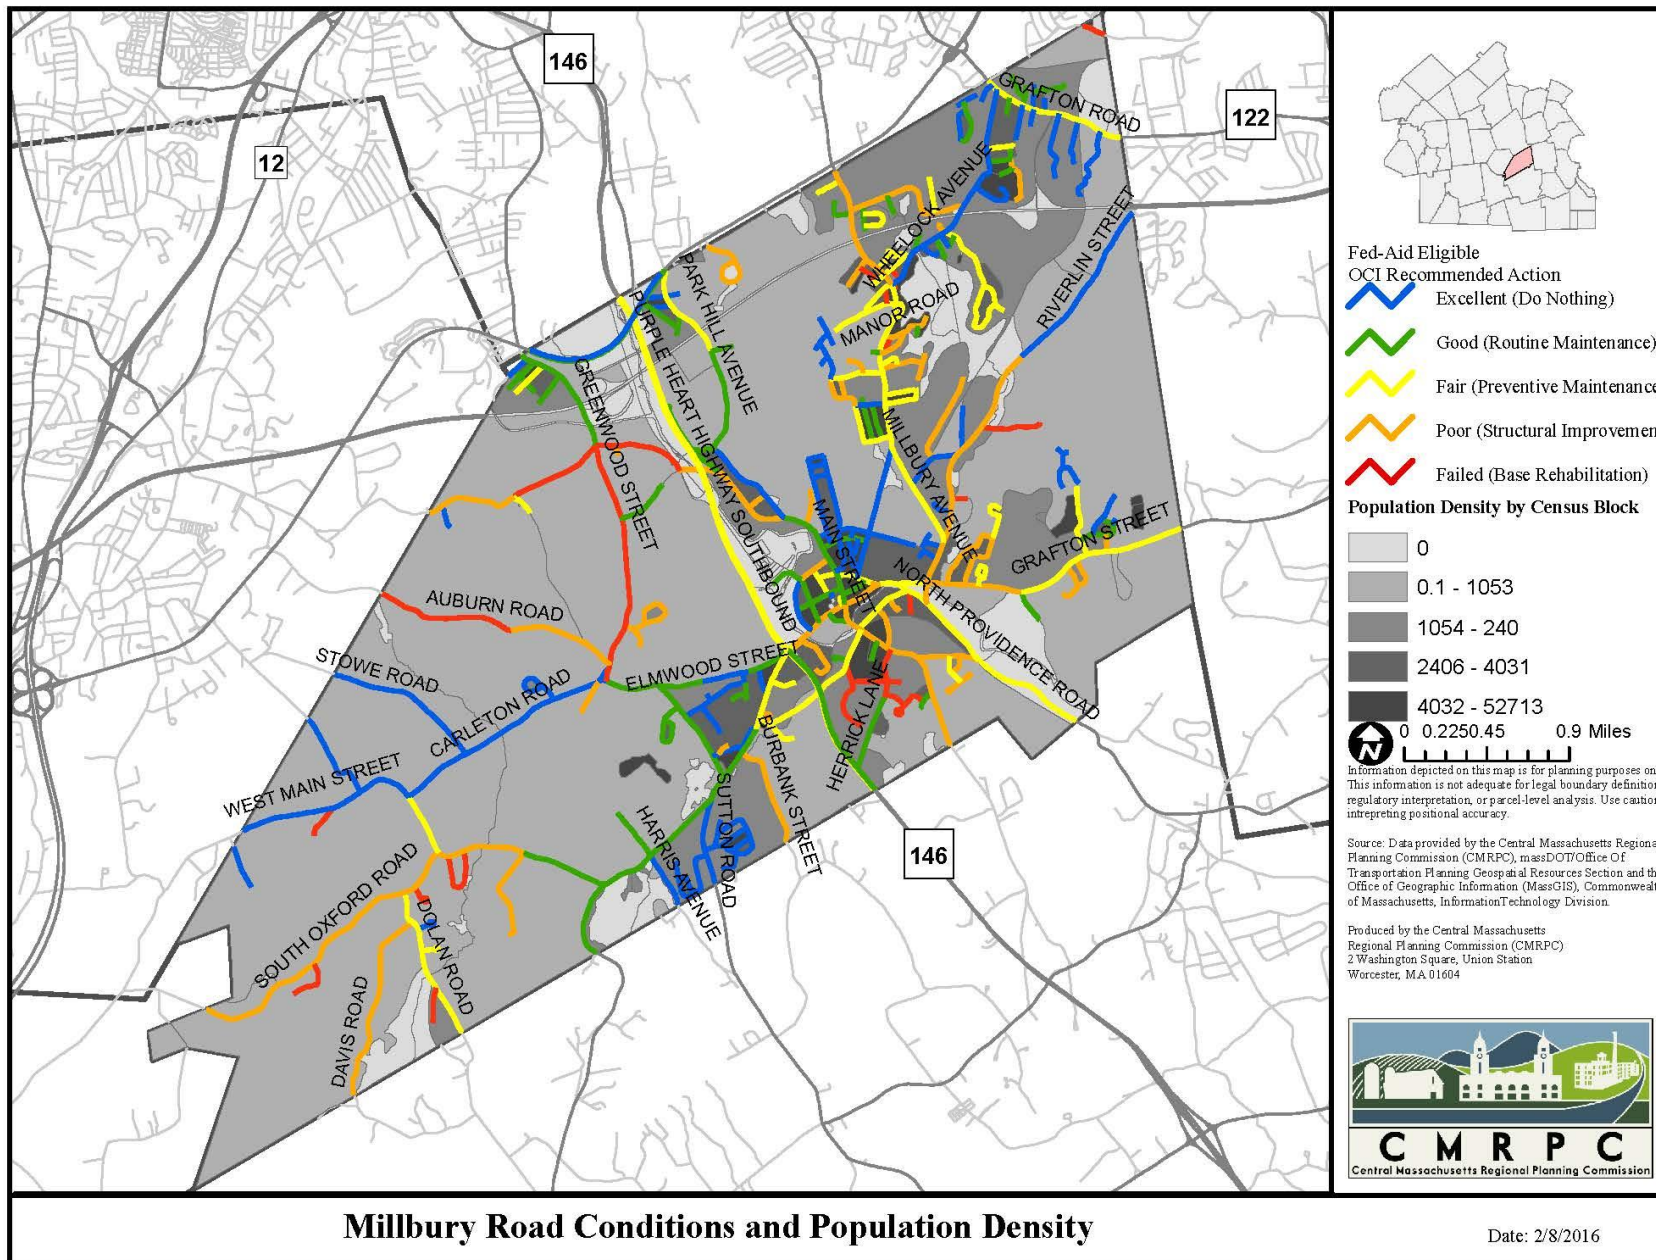 146
122
12
GRAFTON ROAD
WHEELOCK AVENUE
RIVERLIN STREET
PARK HILL AVENUE
PURPLE HEART HIGHWAY SOUTHBOUND
MANOR ROAD
GREENWOOD STREET
MILLBURY AVENUE
MAIN STREET
GRAFTON STREET
NORTH PROVIDENCE ROAD
AUBURN ROAD
STOWE ROAD
CARLETON ROAD
ELMWOOD STREET
WEST MAIN STREET
HERRICK LANE
BURBANK STREET
SUTTON ROAD
HARRIS AVENUE
146
SOUTH OXFORD ROAD
DOLAN ROAD
DAVIS ROAD
Fed-Aid Eligible
OCI Recommended Action
Excellent (Do Nothing)
Good (Routine Maintenance)
Fair (Preventive Maintenance
Poor (Structural Improvemen
Failed (Base Rehabilitation)
Population Density by Census Block
0
0.1 - 1053
1054 - 240
2406 - 4031
4032 - 52713
N
0 0.2250.45 0.9 Miles
Information depicted on this map is for planning purposes on
This information is not adequate for legal boundary definition
regulatory interpretation, or parcel-level analysis. Use caution
intrepreting positional accuracy.
Source: Data provided by the Central Massachusetts Regiona
Planning Commission (CMRPC), massDOT/Office Of
Transportation Planning Geospatial Resources Section and th
Office of Geographic Information (MassGIS), Commonwealt
of Massachusetts, InformationTechnology Division.
Produced by the Central Massachusetts
Regional Planning Commission (CMRPC)
2 Washington Square, Union Station
Worcester, MA 01604
CMRPC
Central Massachusetts Regional Planning Commission
Millbury Road Conditions and Population Density
Date: 2/8/2016